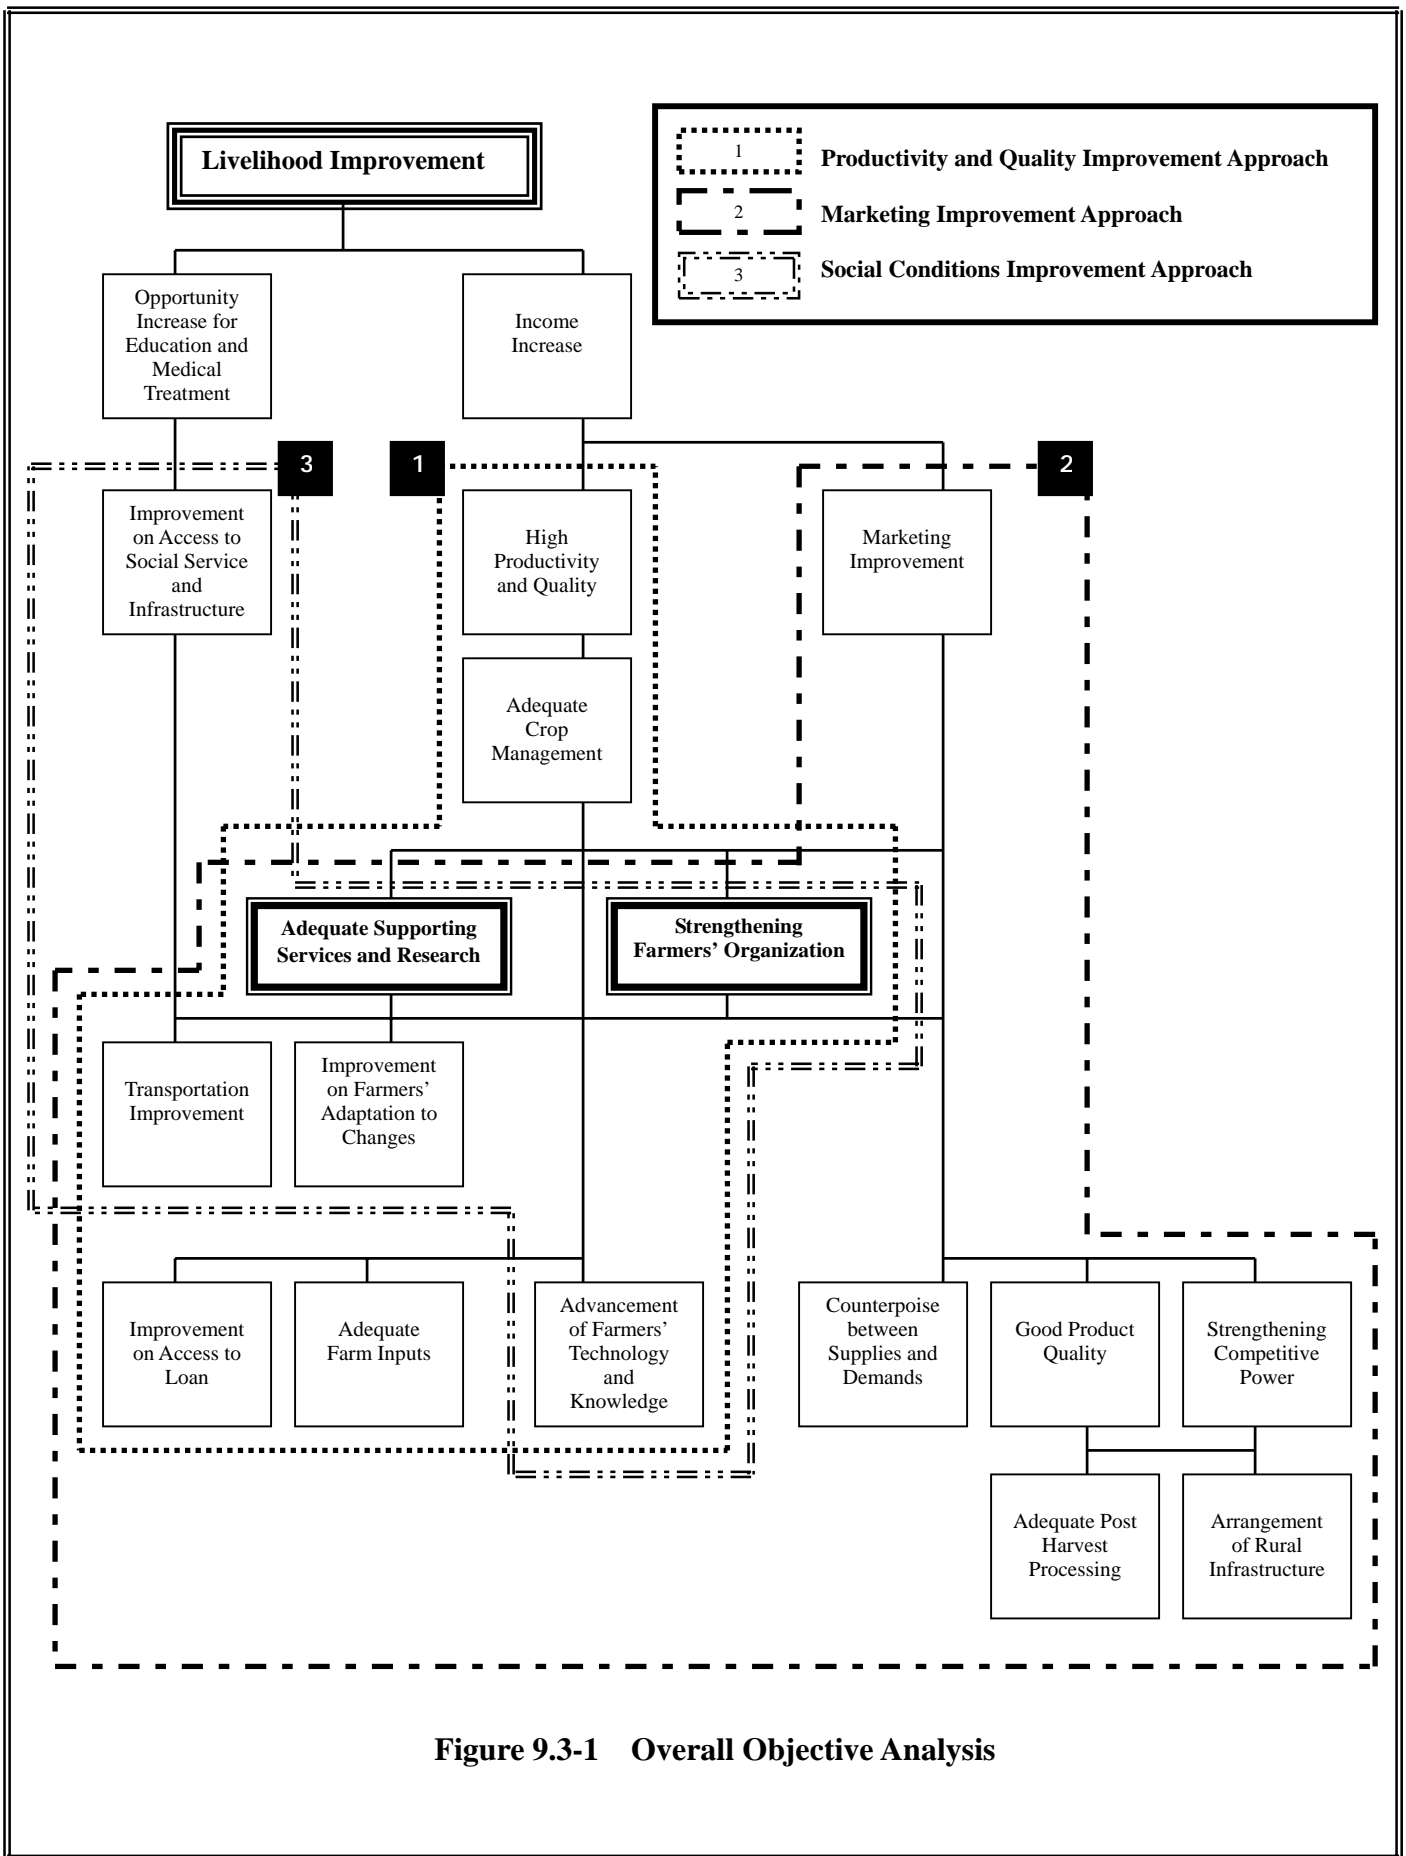 Livelihood Improvement
1
Productivity and Quality Improvement Approach
2
Marketing Improvement Approach
3
Social Conditions Improvement Approach
Opportunity
Increase for
Education and
Medical
Treatment
Income
Increase
3
1
2
Improvement
on Access to
Social Service
and
Infrastructure
High
Productivity
and Quality
Marketing
Improvement
Adequate
Crop
Management
Adequate Supporting
Services and Research
Strengthening
Farmers’ Organization
Transportation
Improvement
Improvement
on Farmers’
Adaptation to
Changes
Improvement
on Access to
Loan
Adequate
Farm Inputs
Advancement
of Farmers’
Technology
and
Knowledge
Counterpoise
between
Supplies and
Demands
Good Product
Quality
Strengthening
Competitive
Power
Adequate Post
Harvest
Processing
Arrangement
of Rural
Infrastructure
Figure 9.3-1 Overall Objective Analysis